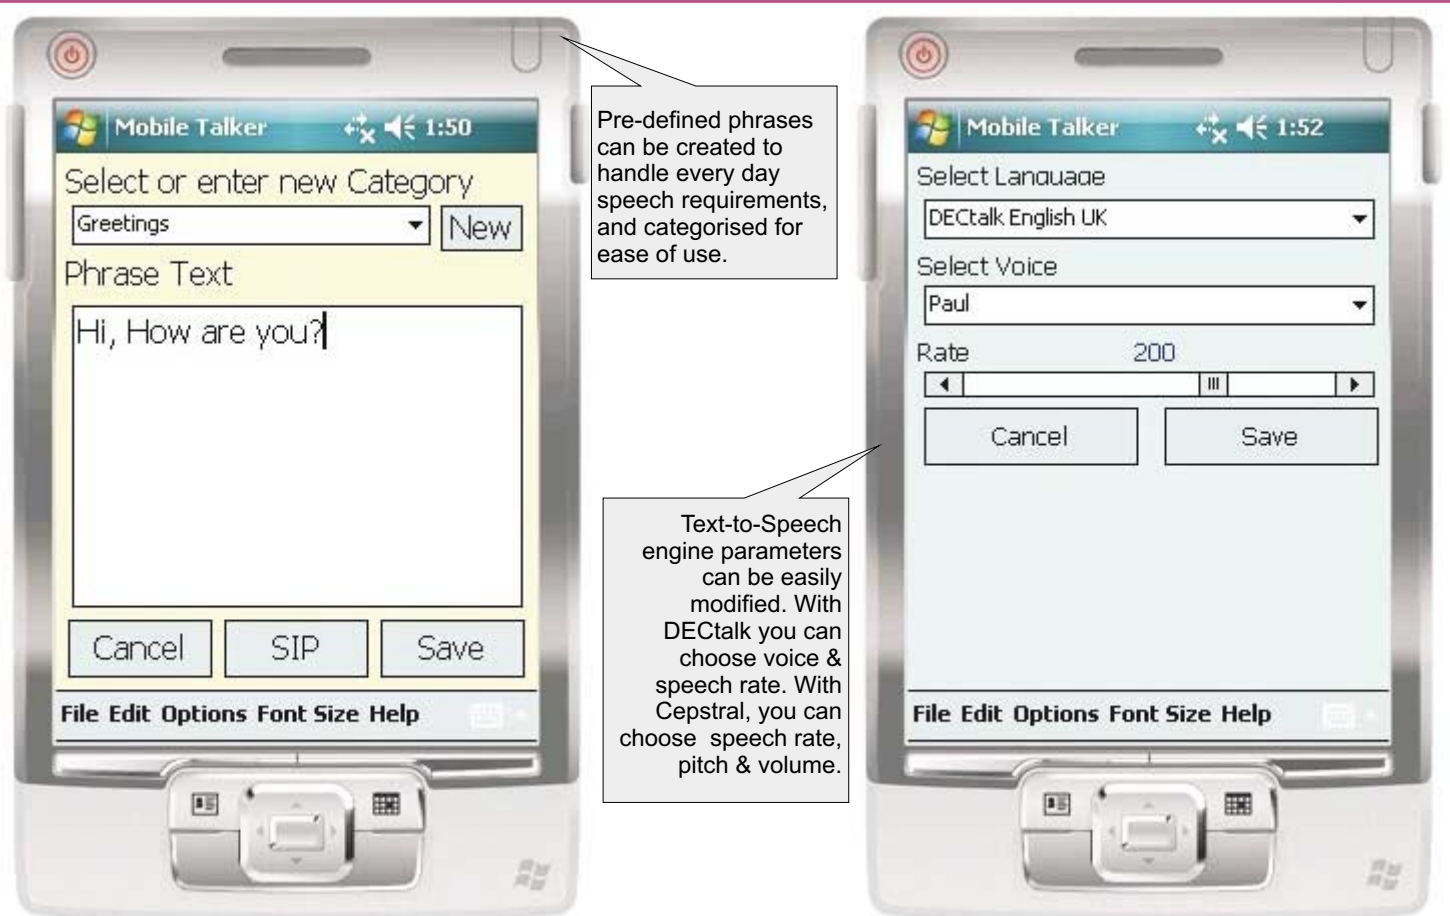 Mobile Talker 1:50
Select or enter new Category
Greetings
New
Phrase Text
Hi, How are you?
Cancel SIP Save
File Edit Options Font Size Help
Pre-defined phrases
can be created to
handle every day
speech requirements,
and categorised for
ease of use.
Text-to-Speech
engine parameters
can be easily
modified. With
DECtalk you can
choose voice &
speech rate. With
Cepstral, you can
choose speech rate,
pitch & volume.
Mobile Talker 1:52
Select Language
DECtalk English UK
Select Voice
Paul
Rate 200
Cancel Save
File Edit Options Font Size Help